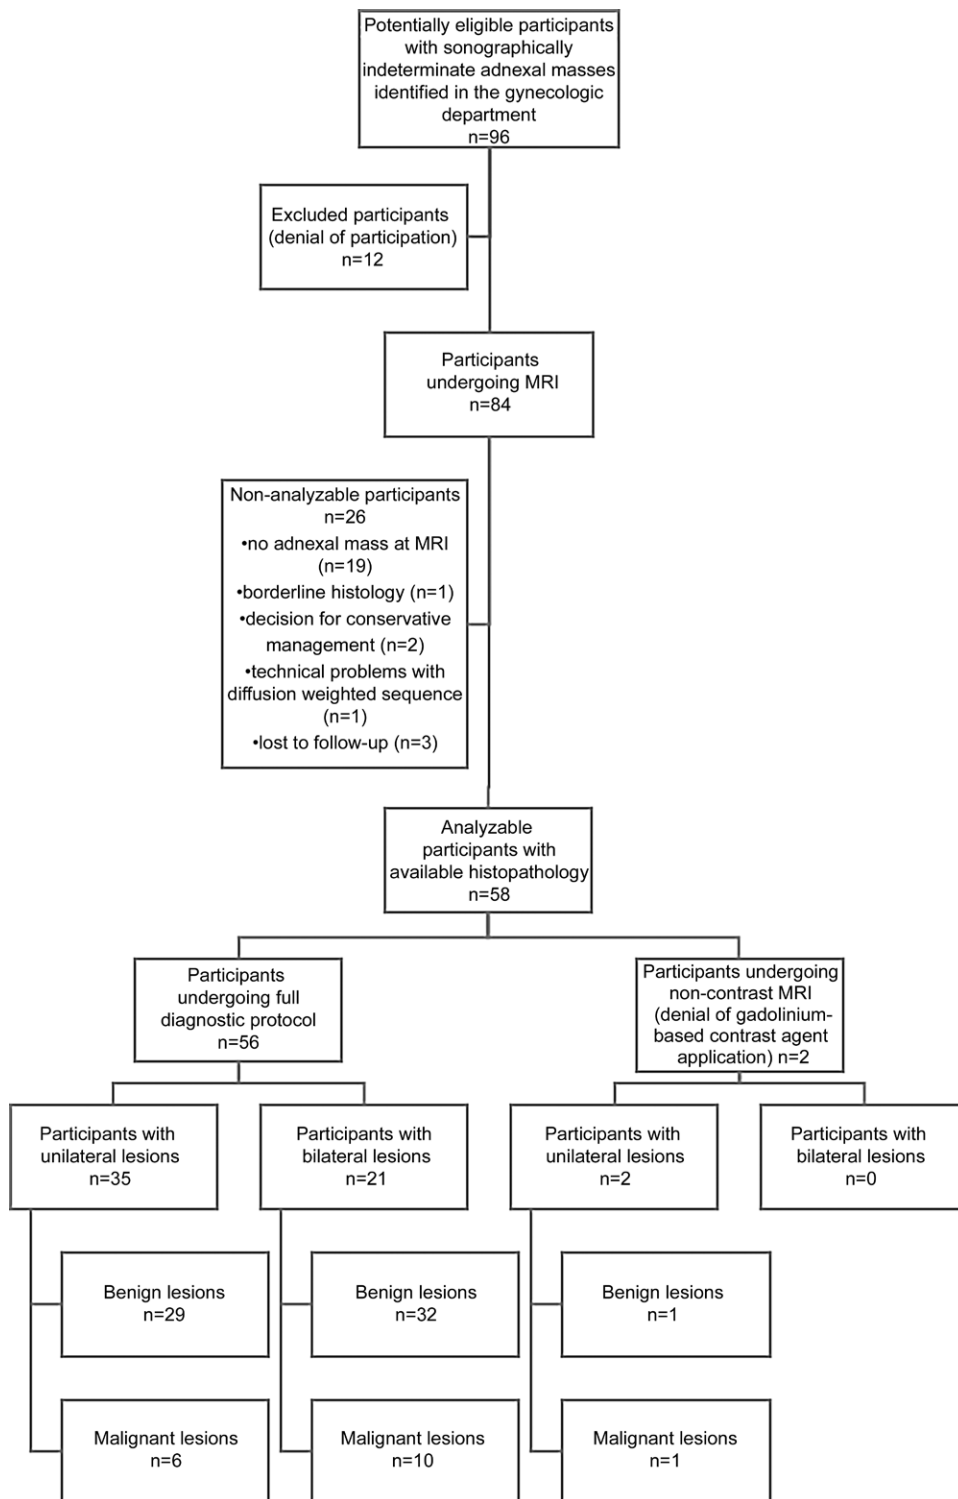 Potentially eligible participants
with sonographically
indeterminate adnexal masses
identified in the gynecologic
department
n=96
Excluded participants
(denial of participation)
n=12
Participants
undergoing MRI
n=84
Non-analyzable participants
n=26
•no adnexal mass at MRI
(n=19)
•borderline histology (n=1)
•decision for conservative
management (n=2)
•technical problems with
diffusion weighted sequence
(n=1)
•lost to follow-up (n=3)
Analyzable
participants with
available histopathology
n=58
Participants
undergoing full
diagnostic protocol
n=56
Participants undergoing
non-contrast MRI
(denial of gadolinium-
based contrast agent
application) n=2
Participants with
unilateral lesions
n=35
Participants with
bilateral lesions
n=21
Participants with
unilateral lesions
n=2
Participants with
bilateral lesions
n=0
Benign lesions
n=29
Benign lesions
n=32
Benign lesions
n=1
Malignant lesions
n=6
Malignant lesions
n=10
Malignant lesions
n=1